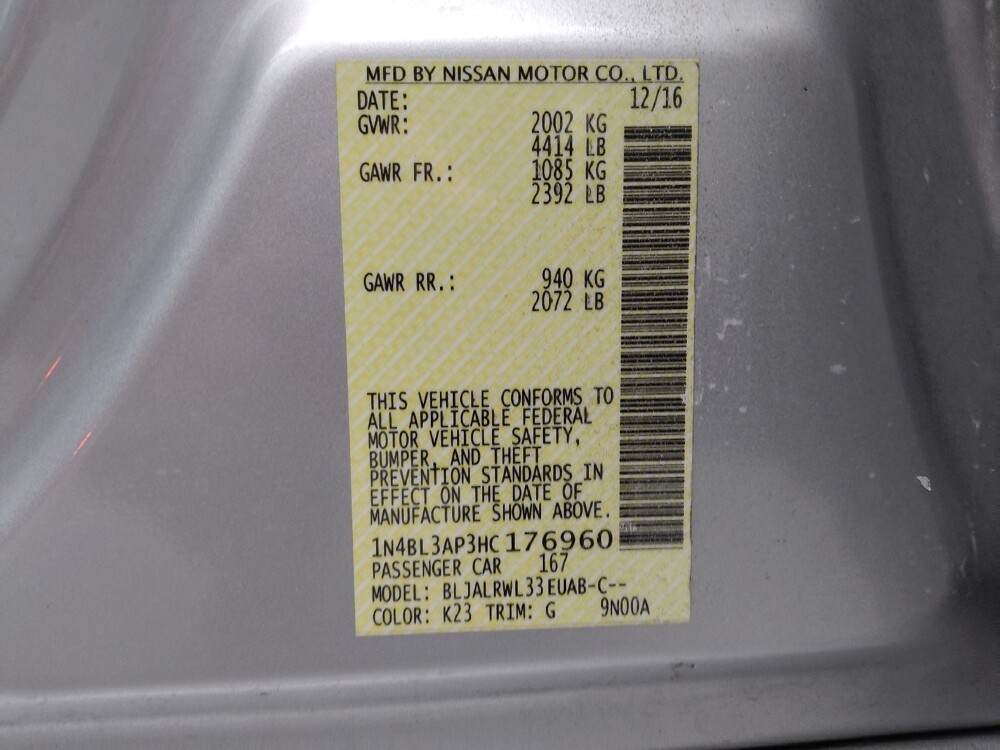 MFD BY NISSAN MOTOR CO., LTD.
DATE: 12/16
GVWR: 2002 KG
4414 LB
GAWR FR.: 1085 KG
2392 LB
GAWR RR.: 940 KG
2072 LB
THIS VEHICLE CONFORMS TO
ALL APPLICABLE FEDERAL
MOTOR VEHICLE SAFETY,
BUMPER, AND THEFT
PREVENTION STANDARDS IN
EFFECT ON THE DATE OF
MANUFACTURE SHOWN ABOVE.
1N4BL3AP3HC176960
PASSENGER CAR 167
MODEL: BLJALRWL33EUAB-C--
COLOR: K23 TRIM: G 9N00A